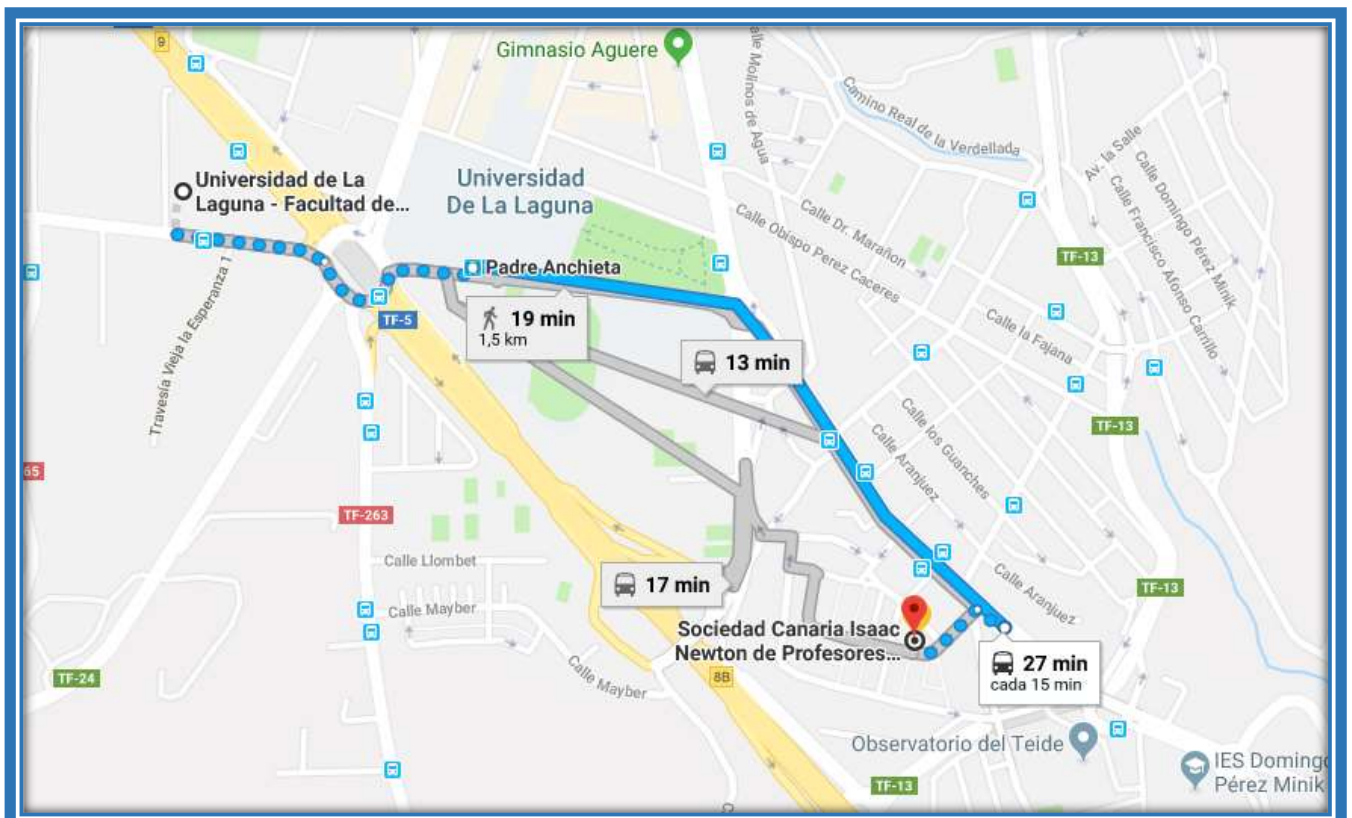 9
Gimnasio Aguere
Calle Molinos de Agua
Camino Real de la Verdellada
Av. la Salle
Calle Domingo Pérez Minik
Calle Francisco Afonso Carrillo
Universidad de La
Laguna - Facultad de...
Universidad
De La Laguna
Calle Dr. Marañón
Calle Obispo Perez Caceres
TF-13
Padre Anchieta
Travesía Vieja la Esperanza 1
TF-5
19 min
1,5 km
Calle la Fajana
13 min
Calle los Guanches
Calle Aranjuez
TF-13
65
TF-263
Calle Llombet
17 min
Calle Aranjuez
TF-13
Calle Mayber
Sociedad Canaria Isaac
Newton de Profesores...
27 min
cada 15 min
TF-24
Calle Mayber
8B
Observatorio del Teide
IES Domingo
Pérez Minik
TF-13